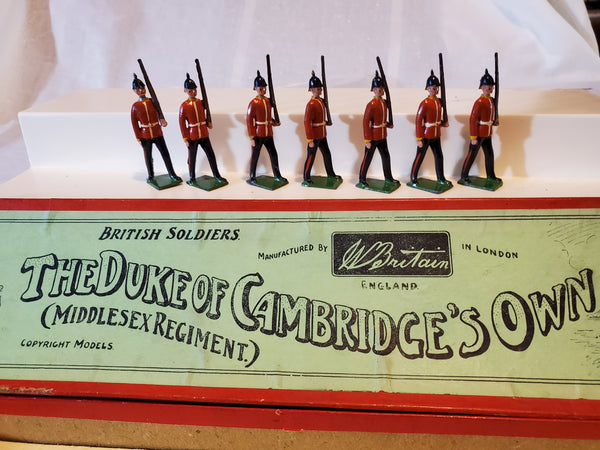 BRITISH SOLDIERS.
MANUFACTURED BY W Britain IN LONDON
ENGLAND
THE DUKE OF CAMBRIDGE'S OWN
(MIDDLESEX REGIMENT.)
COPYRIGHT MODELS